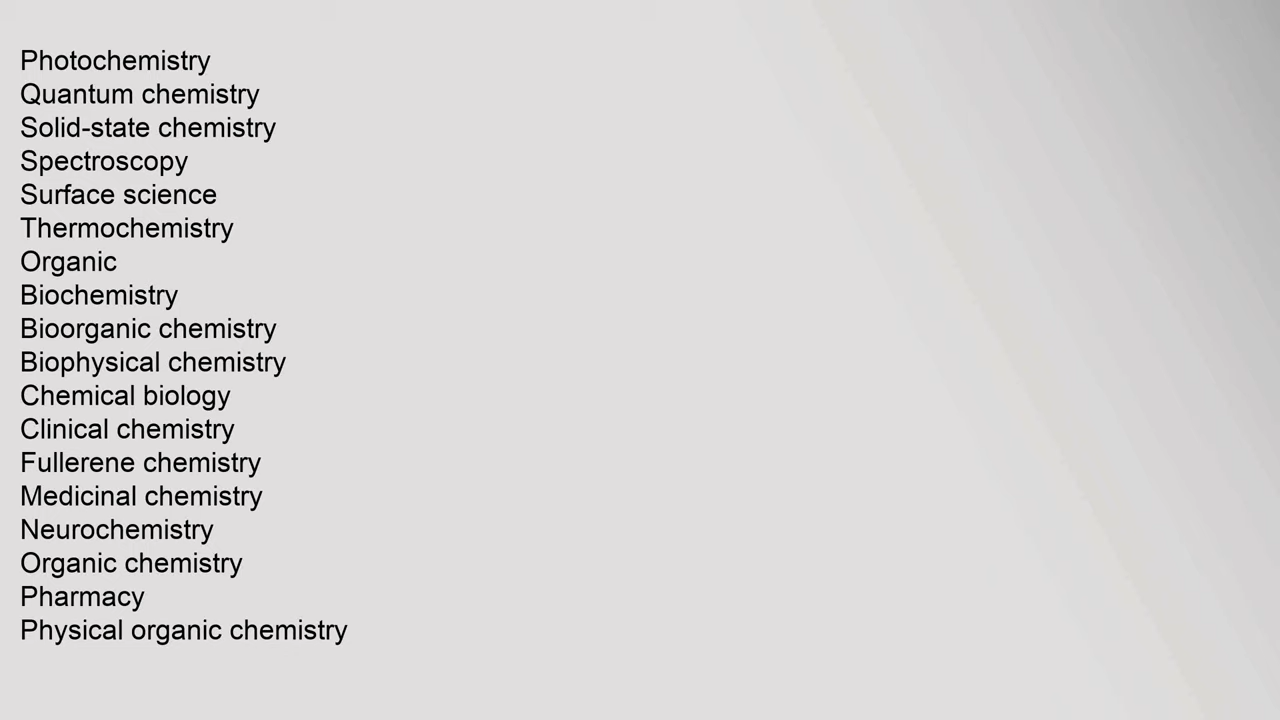 Photochemistry
Quantum chemistry
Solid-state chemistry
Spectroscopy
Surface science
Thermochemistry
Organic
Biochemistry
Bioorganic chemistry
Biophysical chemistry
Chemical biology
Clinical chemistry
Fullerene chemistry
Medicinal chemistry
Neurochemistry
Organic chemistry
Pharmacy
Physical organic chemistry